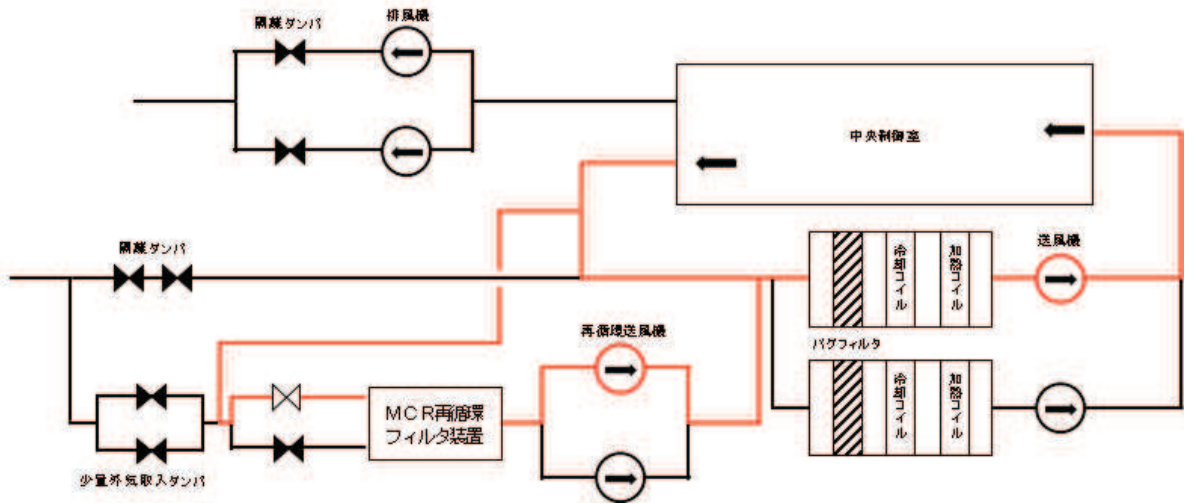 隔離ダンパ
排風機
中央制御室
隔離ダンパ
冷却コイル
加熱コイル
送風機
再循環送風機
バグフィルタ
冷却コイル
加熱コイル
MCR再循環
フィルタ装置
少量外気取入ダンパ